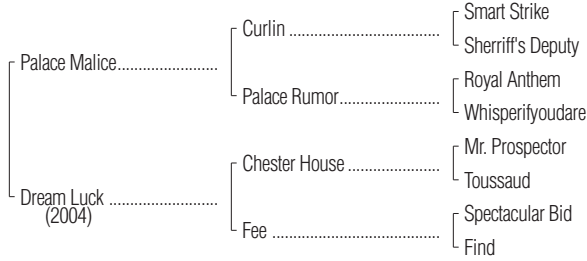 Smart Strike
Curlin ..............................
Sherriff's Deputy
Palace Malice.......................
Royal Anthem
Palace Rumor....................
Whisperifyoudare
Mr. Prospector
Chester House ..................
Toussaud
Dream Luck .........................
(2004)
Spectacular Bid
Fee ..................................
Find